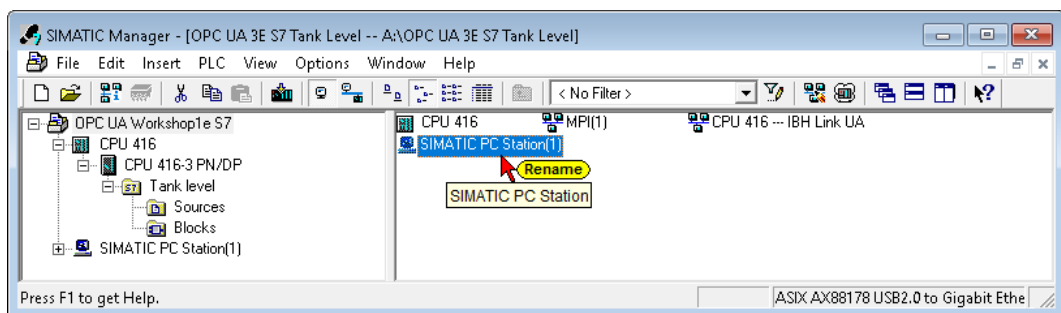 SIMATIC Manager - [OPC UA 3E S7 Tank Level -- A:\OPC UA 3E S7 Tank Level]
File Edit Insert PLC View Options Window Help
< No Filter >
OPC UA Workshop1e S7
CPU 416
CPU 416-3 PN/DP
S7 Tank level
Sources
Blocks
SIMATIC PC Station(1)
CPU 416 MPI(1) CPU 416 --- IBH Link UA
SIMATIC PC Station(1)
Rename
SIMATIC PC Station
Press F1 to get Help. ASIX AX88178 USB2.0 to Gigabit Ethe